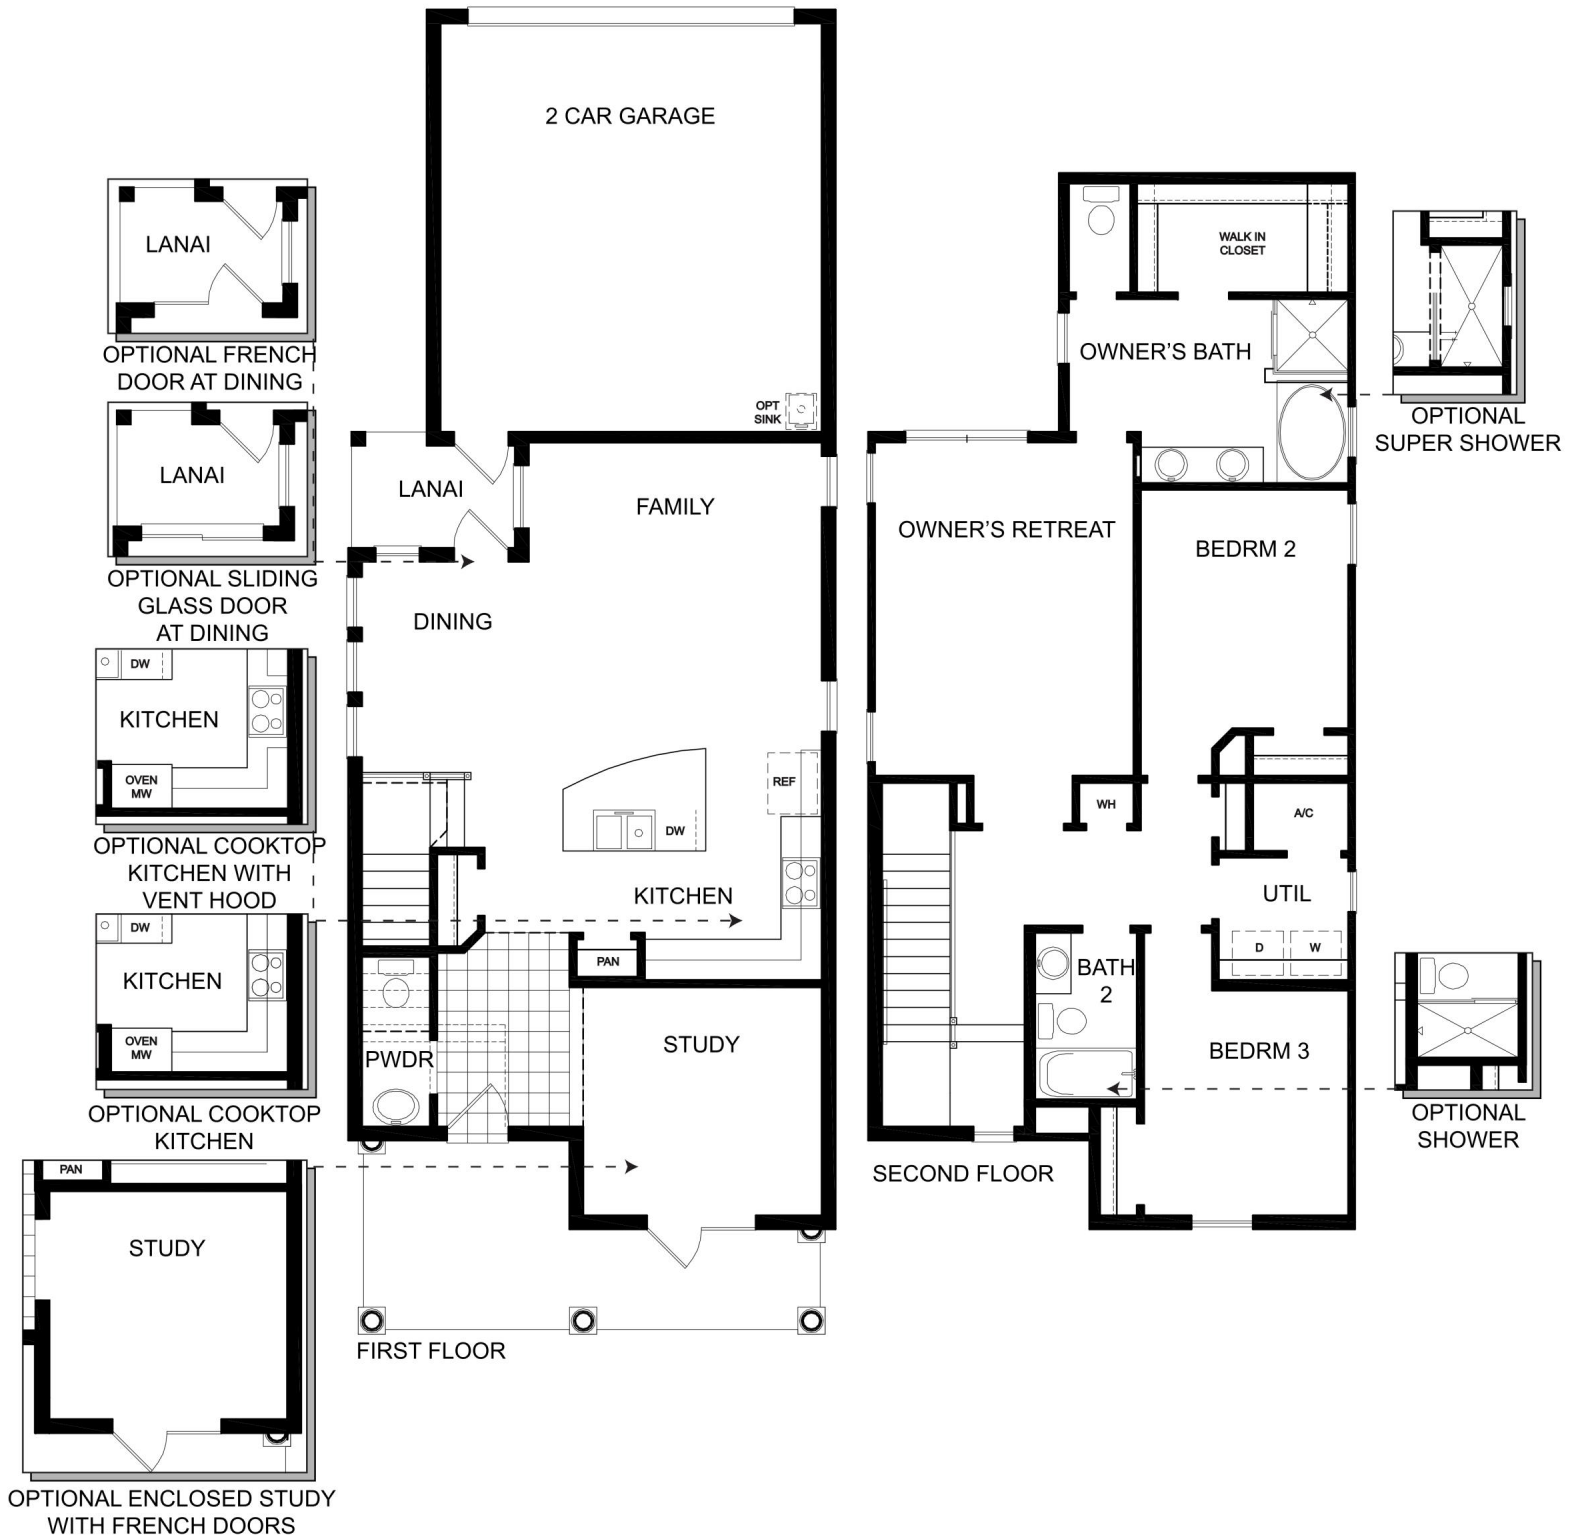 2 CAR GARAGE
OPT
SINK
LANAI
FAMILY
DINING
REF
DW
KITCHEN
PAN
PWDR
STUDY
FIRST FLOOR
LANAI
OPTIONAL FRENCH
DOOR AT DINING
LANAI
OPTIONAL SLIDING
GLASS DOOR
AT DINING
DW
KITCHEN
OVEN
MW
OPTIONAL COOKTOP
KITCHEN WITH
VENT HOOD
DW
KITCHEN
OVEN
MW
OPTIONAL COOKTOP
KITCHEN
PAN
STUDY
OPTIONAL ENCLOSED STUDY
WITH FRENCH DOORS
WALK IN
CLOSET
OWNER'S BATH
OWNER'S RETREAT
BEDRM 2
WH
A/C
UTIL
D
W
BATH
2
BEDRM 3
SECOND FLOOR
OPTIONAL
SUPER SHOWER
OPTIONAL
SHOWER